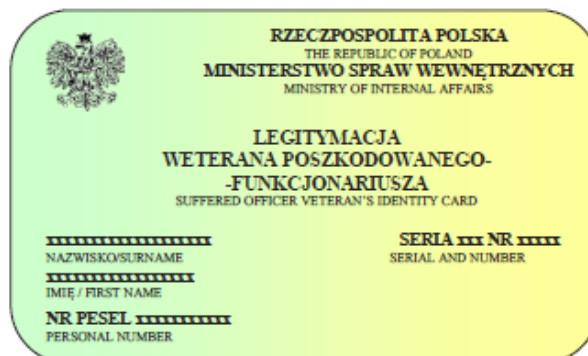 RZECZPOSPOLITA POLSKA
THE REPUBLIC OF POLAND
MINISTERSTWO SPRAW WEWNĘTRZNYCH
MINISTRY OF INTERNAL AFFAIRS
LEGITYMACJA
WETERANA POSZKODOWANEGO-
-FUNKCJONARIUSZA
SUFFERED OFFICER VETERAN'S IDENTITY CARD
xxxxxxxxxxxxxxxxxxx
NAZWISKO/SURNAME
xxxxxxxxxxxxxxxxx
IMIĘ / FIRST NAME
NR PESEL xxxxxxxxxxx
PERSONAL NUMBER
SERIA xxx NR xxxxx
SERIAL AND NUMBER